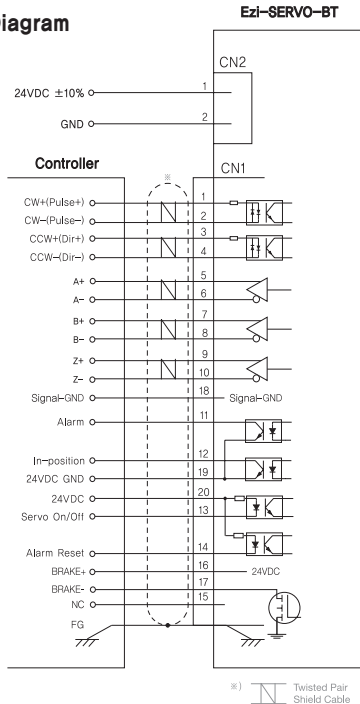 Diagram
Ezi-SERVO-BT
CN2
24VDC ±10% 1
GND 2
Controller
CN1
※
CW+(Pulse+) 1
CW-(Pulse-) 2
CCW+(Dir+) 3
CCW-(Dir-) 4
A+ 5
A- 6
B+ 7
B- 8
Z+ 9
Z- 10
Signal-GND 18 Signal-GND
Alarm 11
In-position 12
24VDC GND 19
24VDC 20
Servo On/Off 13
Alarm Reset 14
BRAKE+ 16 24VDC
BRAKE- 17
NC 15
FG
※) Twisted Pair
Shield Cable